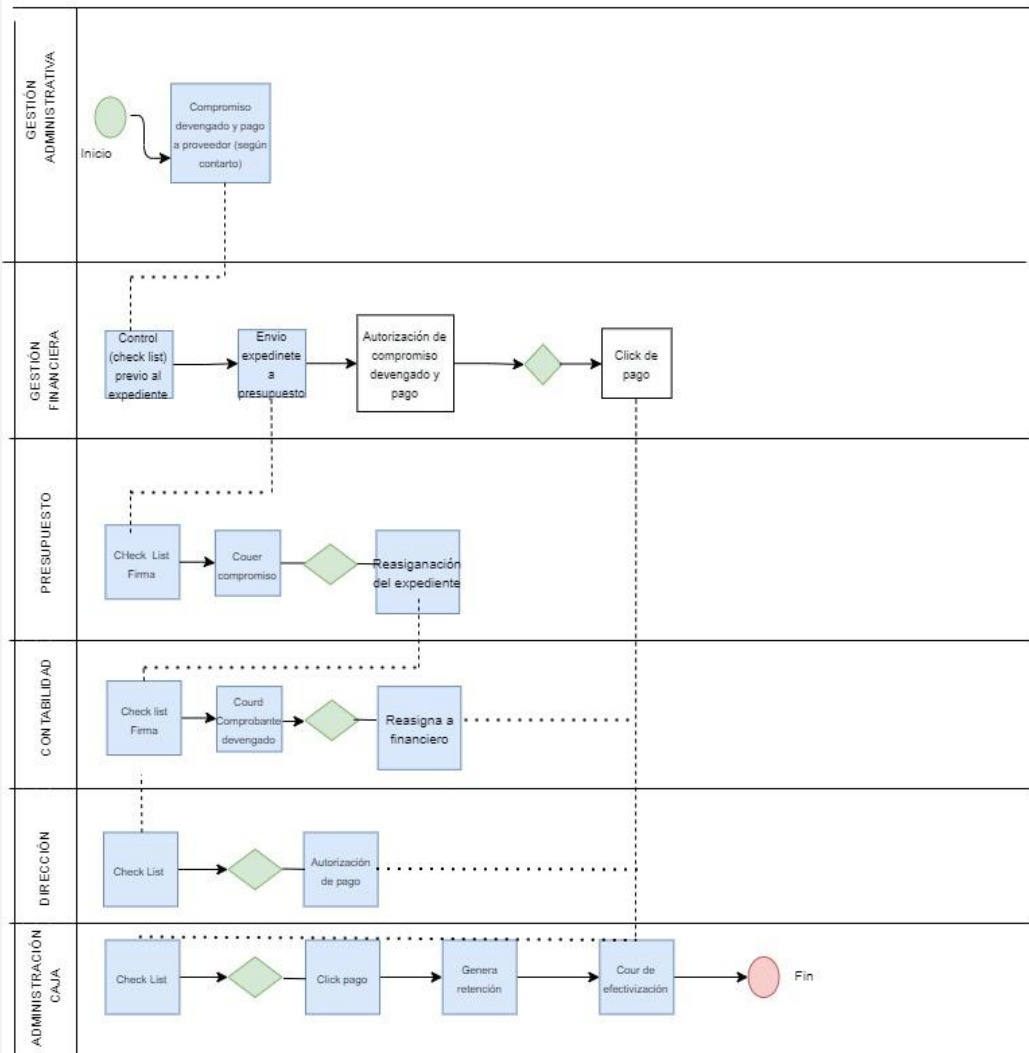 GESTIÓN
ADMINISTRATIVA
Inicio
Compromiso
devengado y pago
a proveedor (según
contarto)
GESTIÓN
FINANCIERA
Control
(check list)
previo al
expediente
Envio
expedinete
a
presupuesto
Autorización de
compromiso
devengado y
pago
Click de
pago
PRESUPUESTO
CHeck List
Firma
Couer
compromiso
Reasiganación
del expediente
CONTABILIDAD
Check list
Firma
Courd
Comprobante
devengado
Reasigna a
financiero
DIRECCIÓN
Check List
Autorización
de pago
ADMINISTRACIÓN
CAJA
Check List
Click pago
Genera
retención
Cour de
efectivización
Fin